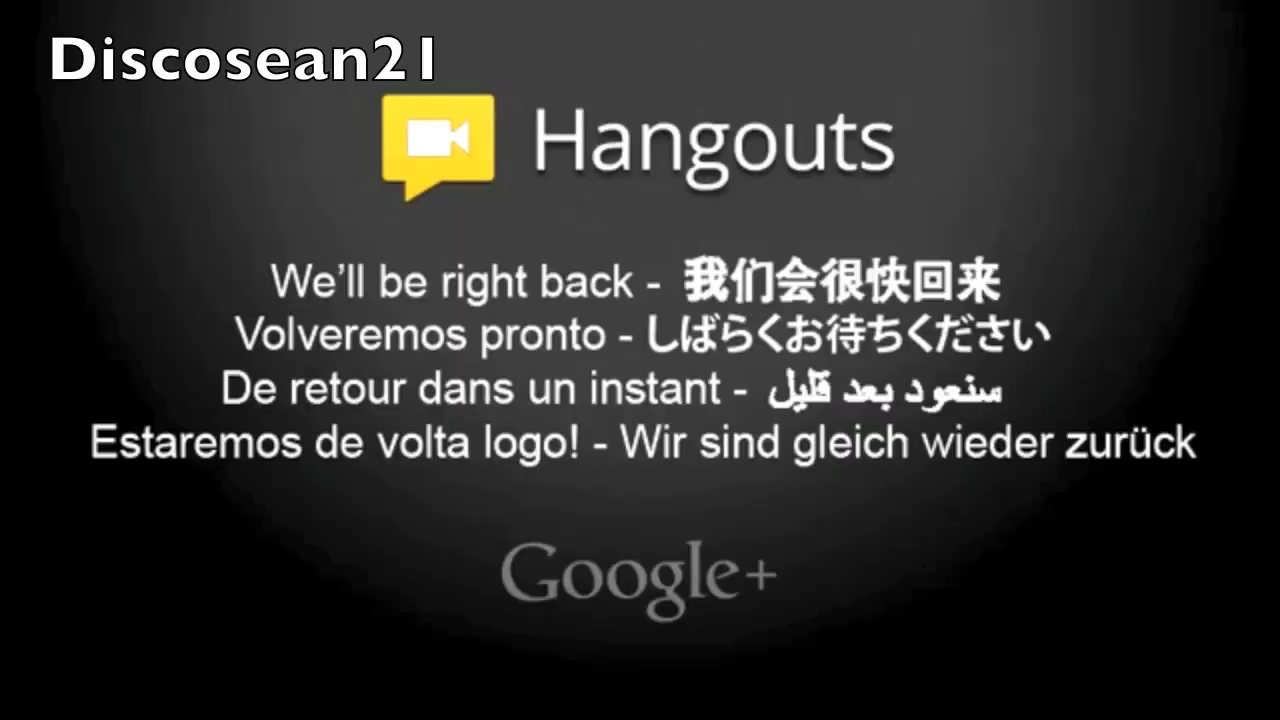 Discosean21
Hangouts
We'll be right back - 我们会很快回来
Volveremos pronto - しばらくお待ちください
De retour dans un instant - سنعود بعد قليل
Estaremos de volta logo! - Wir sind gleich wieder zurück
Google+